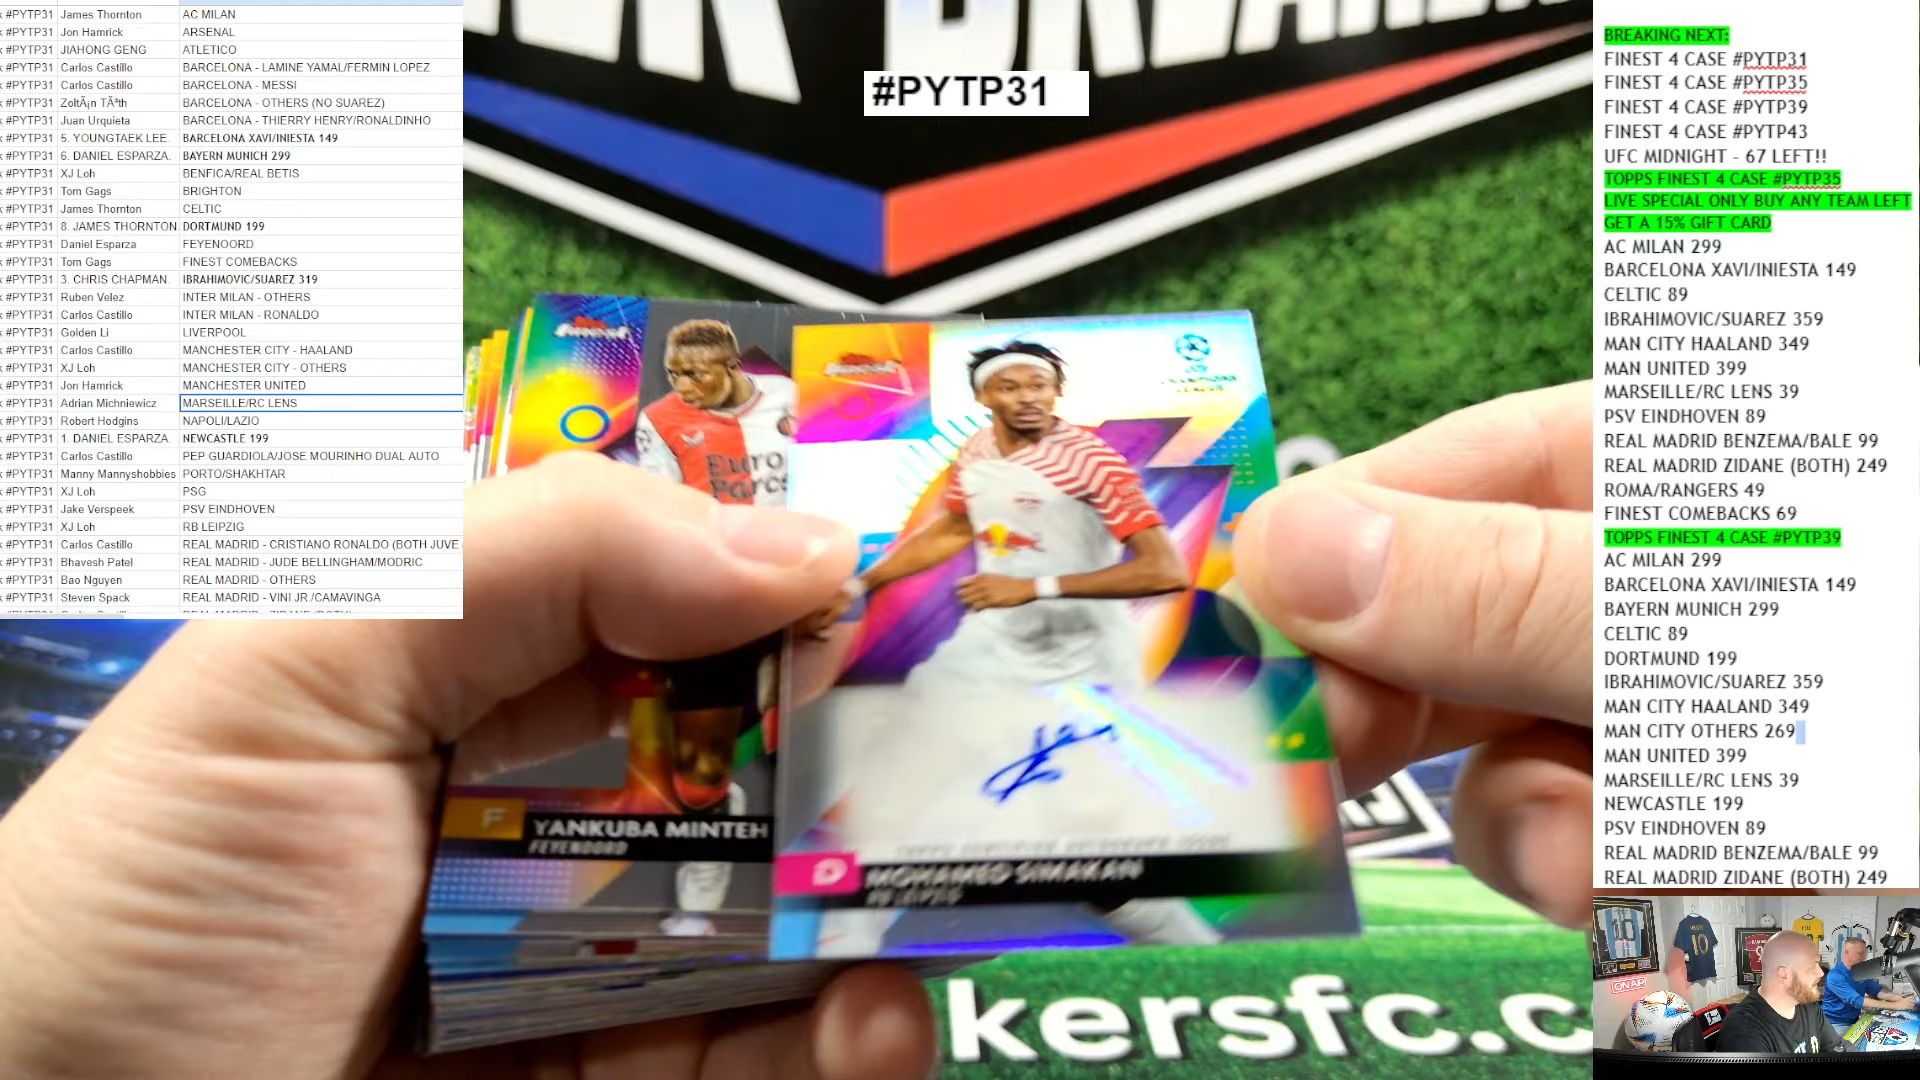 #PYTP31 James Thornton AC MILAN
#PYTP31 Jon Hamrick ARSENAL
#PYTP31 JIAHONG GENG ATLETICO
#PYTP31 Carlos Castillo BARCELONA - LAMINE YAMAL/FERMIN LOPEZ
#PYTP31 Carlos Castillo BARCELONA - MESSI
#PYTP31 ZoltÃ¡n TÃ³th BARCELONA - OTHERS (NO SUAREZ)
#PYTP31 Juan Urquieta BARCELONA - THIERRY HENRY/RONALDINHO
#PYTP31 5. YOUNGTAEK LEE. BARCELONA XAVI/INIESTA 149
#PYTP31 6. DANIEL ESPARZA. BAYERN MUNICH 299
#PYTP31 XJ Loh BENFICA/REAL BETIS
#PYTP31 Tom Gags BRIGHTON
#PYTP31 James Thornton CELTIC
#PYTP31 8. JAMES THORNTON. DORTMUND 199
#PYTP31 Daniel Esparza FEYENOORD
#PYTP31 Tom Gags FINEST COMEBACKS
#PYTP31 3. CHRIS CHAPMAN. IBRAHIMOVIC/SUAREZ 319
#PYTP31 Ruben Velez INTER MILAN - OTHERS
#PYTP31 Carlos Castillo INTER MILAN - RONALDO
#PYTP31 Golden Li LIVERPOOL
#PYTP31 Carlos Castillo MANCHESTER CITY - HAALAND
#PYTP31 XJ Loh MANCHESTER CITY - OTHERS
#PYTP31 Jon Hamrick MANCHESTER UNITED
#PYTP31 Adrian Michniewicz MARSEILLE/RC LENS
#PYTP31 Robert Hodgins NAPOLI/LAZIO
#PYTP31 1. DANIEL ESPARZA. NEWCASTLE 199
#PYTP31 Carlos Castillo PEP GUARDIOLA/JOSE MOURINHO DUAL AUTO
#PYTP31 Manny Mannyshobbies PORTO/SHAKHTAR
#PYTP31 XJ Loh PSG
#PYTP31 Jake Verspeek PSV EINDHOVEN
#PYTP31 XJ Loh RB LEIPZIG
#PYTP31 Carlos Castillo REAL MADRID - CRISTIANO RONALDO (BOTH JUVE
#PYTP31 Bhavesh Patel REAL MADRID - JUDE BELLINGHAM/MODRIC
#PYTP31 Bao Nguyen REAL MADRID - OTHERS
#PYTP31 Steven Spack REAL MADRID - VINI JR./CAMAVINGA
#PYTP31
Finest
Euro
Parcs
F YANKUBA MINTEH
FEYENOORD
Finest
D MOHAMED SIMAKAN
RB LEIPZIG
kersfc.c
BREAKING NEXT:
FINEST 4 CASE #PYTP31
FINEST 4 CASE #PYTP35
FINEST 4 CASE #PYTP39
FINEST 4 CASE #PYTP43
UFC MIDNIGHT - 67 LEFT!!
TOPPS FINEST 4 CASE #PYTP35
LIVE SPECIAL ONLY BUY ANY TEAM LEFT
GET A 15% GIFT CARD
AC MILAN 299
BARCELONA XAVI/INIESTA 149
CELTIC 89
IBRAHIMOVIC/SUAREZ 359
MAN CITY HAALAND 349
MAN UNITED 399
MARSEILLE/RC LENS 39
PSV EINDHOVEN 89
REAL MADRID BENZEMA/BALE 99
REAL MADRID ZIDANE (BOTH) 249
ROMA/RANGERS 49
FINEST COMEBACKS 69
TOPPS FINEST 4 CASE #PYTP39
AC MILAN 299
BARCELONA XAVI/INIESTA 149
BAYERN MUNICH 299
CELTIC 89
DORTMUND 199
IBRAHIMOVIC/SUAREZ 359
MAN CITY HAALAND 349
MAN CITY OTHERS 269
MAN UNITED 399
MARSEILLE/RC LENS 39
NEWCASTLE 199
PSV EINDHOVEN 89
REAL MADRID BENZEMA/BALE 99
REAL MADRID ZIDANE (BOTH) 249
ON AIR